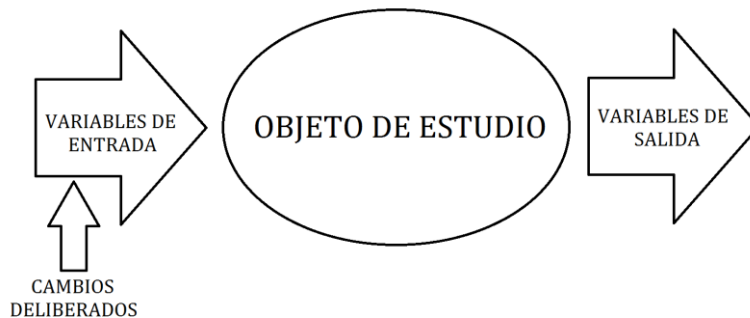 VARIABLES DE
ENTRADA
OBJETO DE ESTUDIO
VARIABLES DE
SALIDA
CAMBIOS
DELIBERADOS